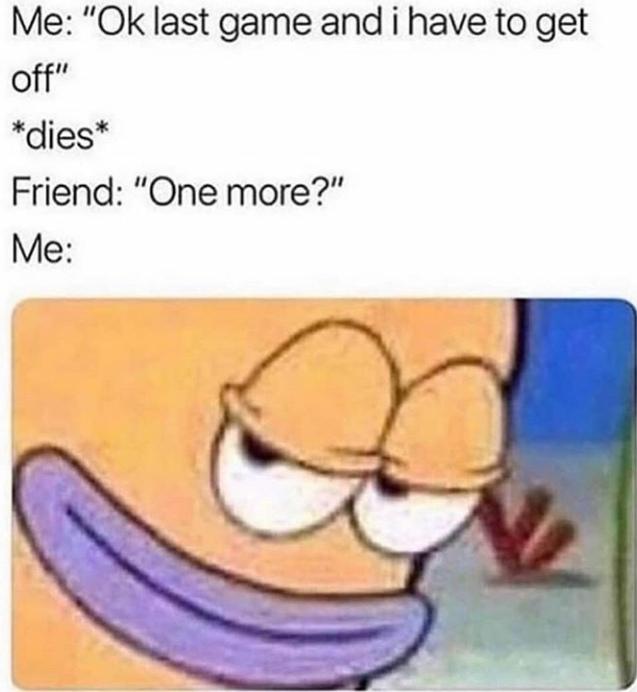 Me: "Ok last game and i have to get
off"
*dies*
Friend: "One more?"
Me: